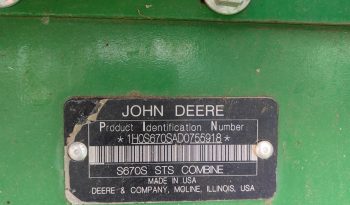 JOHN DEERE
Product Identification Number
*1H0S670SAD0755918*
S670S STS COMBINE
MADE IN USA
DEERE & COMPANY, MOLINE, ILLINOIS, USA